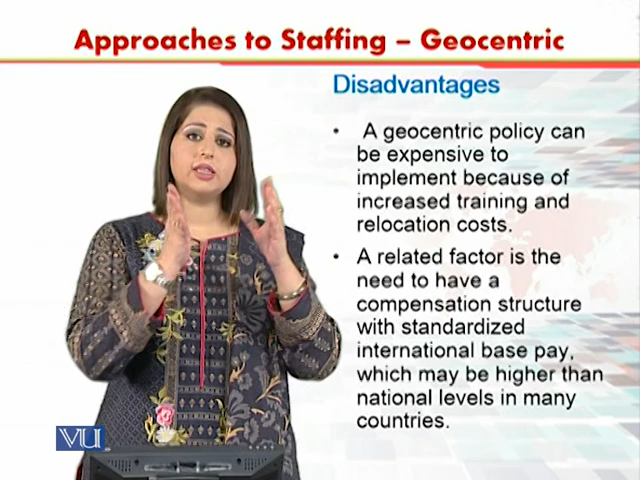 Approaches to Staffing – Geocentric
Disadvantages
• A geocentric policy can
be expensive to
implement because of
increased training and
relocation costs.
• A related factor is the
need to have a
compensation structure
with standardized
international base pay,
which may be higher than
national levels in many
countries.
VU